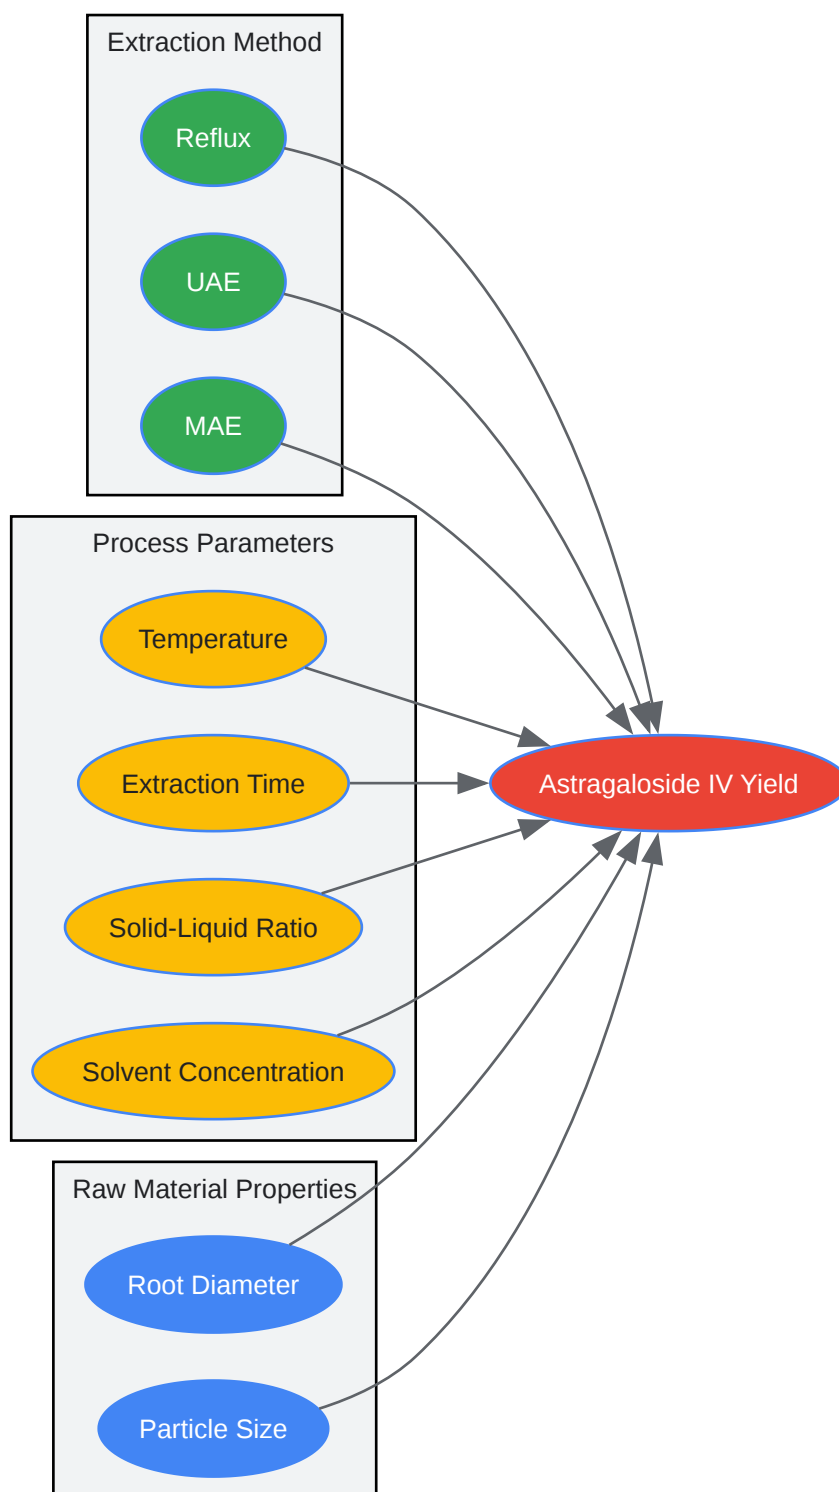 Extraction Method
Reflux
UAE
MAE
Process Parameters
Temperature
Extraction Time
Solid-Liquid Ratio
Solvent Concentration
Astragaloside IV Yield
Raw Material Properties
Root Diameter
Particle Size